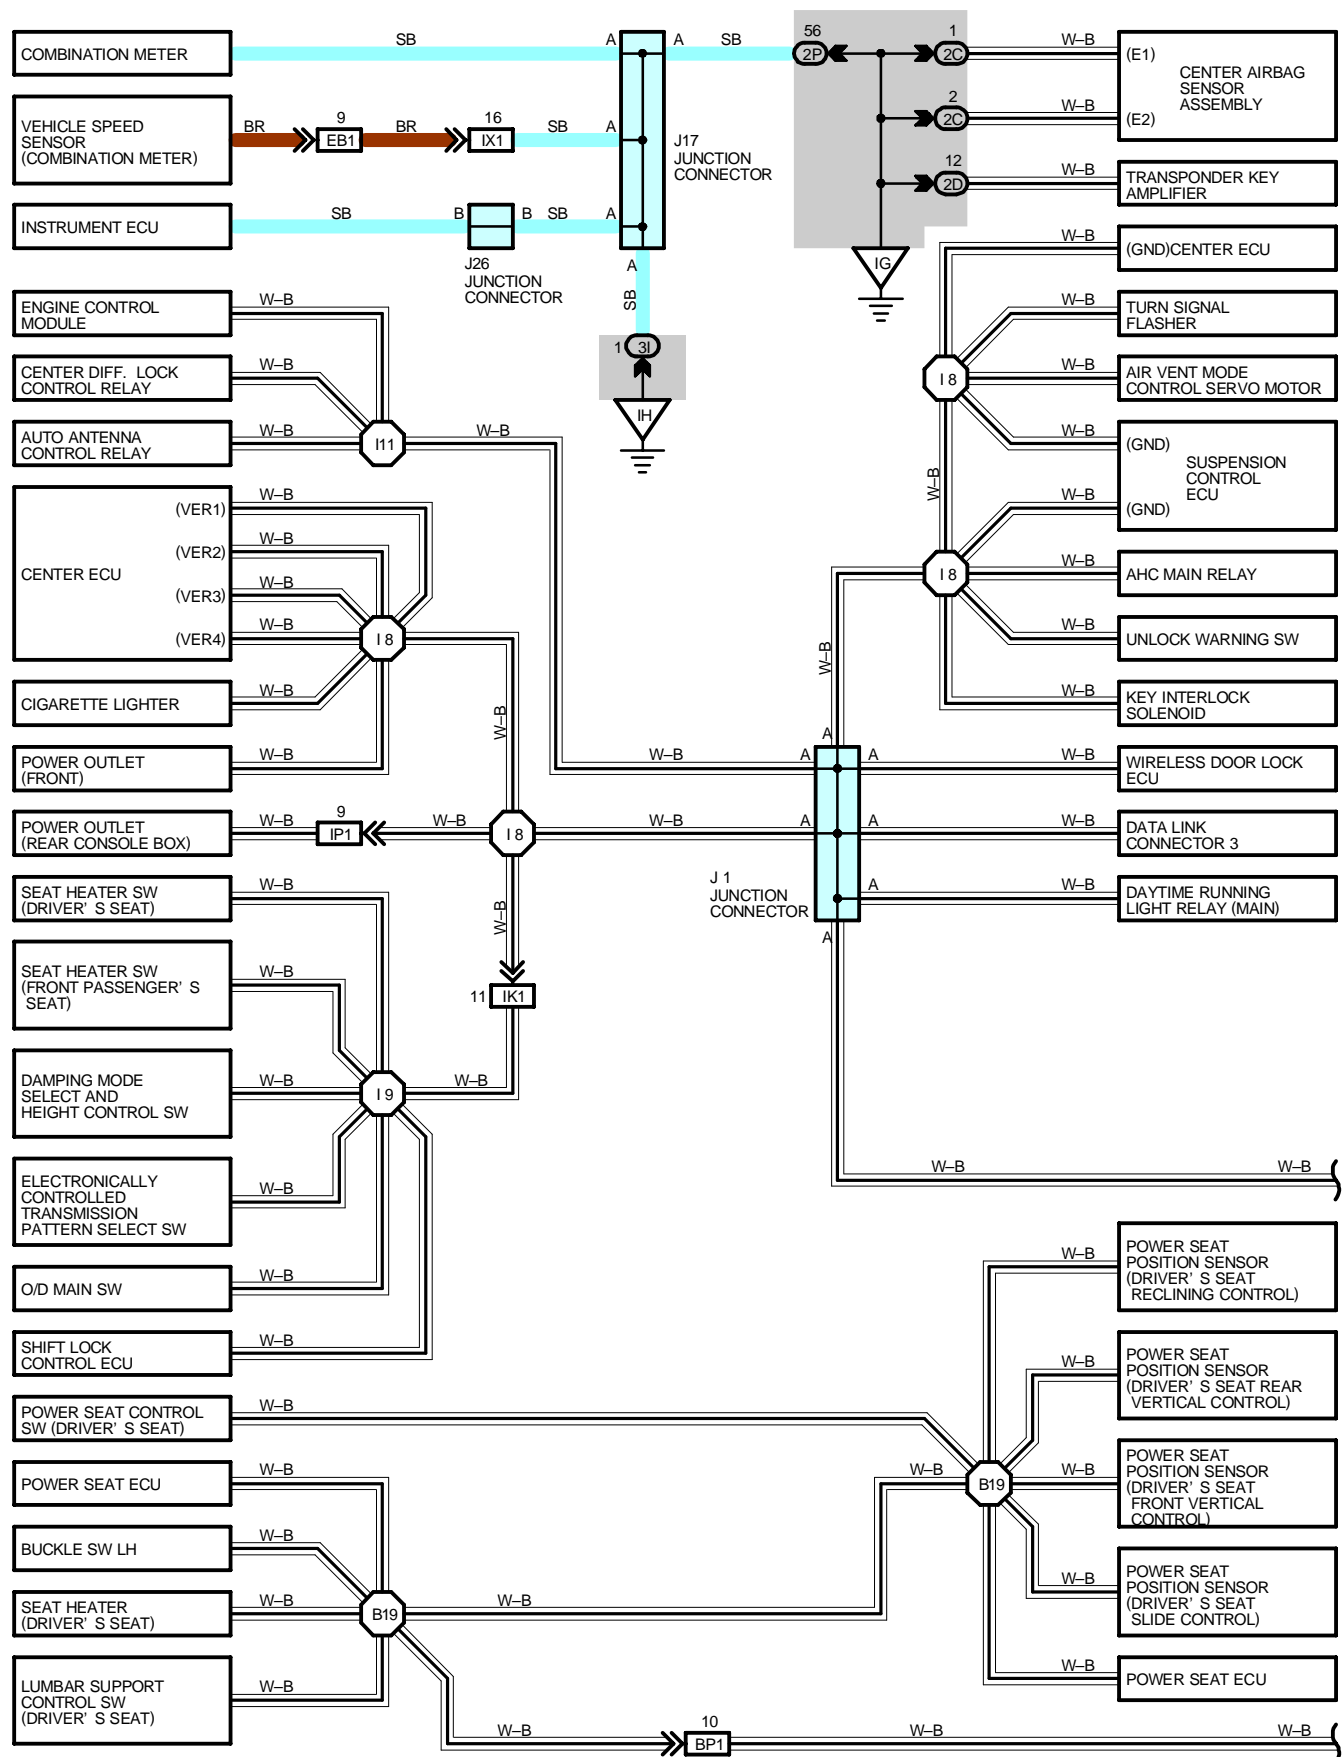 COMBINATION METER
SB
A
A
SB
56
2P
1
2C
W–B
(E1)
CENTER AIRBAG
SENSOR
ASSEMBLY
2
2C
W–B
(E2)
VEHICLE SPEED
SENSOR
(COMBINATION METER)
BR
9
EB1
BR
16
IX1
SB
A
J17
JUNCTION
CONNECTOR
12
2D
W–B
TRANSPONDER KEY
AMPLIFIER
INSTRUMENT ECU
SB
B
B
SB
A
J26
JUNCTION
CONNECTOR
A
SB
1
3I
IH
IG
W–B
(GND)CENTER ECU
W–B
TURN SIGNAL
FLASHER
I 8
W–B
AIR VENT MODE
CONTROL SERVO MOTOR
W–B
(GND)
SUSPENSION
CONTROL
ECU
W–B
W–B
(GND)
I 8
W–B
AHC MAIN RELAY
W–B
UNLOCK WARNING SW
W–B
KEY INTERLOCK
SOLENOID
ENGINE CONTROL
MODULE
W–B
CENTER DIFF. LOCK
CONTROL RELAY
W–B
AUTO ANTENNA
CONTROL RELAY
W–B
I11
W–B
CENTER ECU
(VER1)
W–B
(VER2)
W–B
(VER3)
W–B
(VER4)
W–B
I 8
CIGARETTE LIGHTER
W–B
W–B
W–B
A
POWER OUTLET
(FRONT)
W–B
W–B
A
A
W–B
WIRELESS DOOR LOCK
ECU
POWER OUTLET
(REAR CONSOLE BOX)
W–B
9
IP1
W–B
I 8
W–B
A
A
W–B
DATA LINK
CONNECTOR 3
J 1
JUNCTION
CONNECTOR
A
W–B
DAYTIME RUNNING
LIGHT RELAY (MAIN)
A
SEAT HEATER SW
(DRIVER' S SEAT)
W–B
W–B
SEAT HEATER SW
(FRONT PASSENGER' S
SEAT)
W–B
11
IK1
DAMPING MODE
SELECT AND
HEIGHT CONTROL SW
W–B
I 9
W–B
ELECTRONICALLY
CONTROLLED
TRANSMISSION
PATTERN SELECT SW
W–B
W–B
W–B
O/D MAIN SW
W–B
SHIFT LOCK
CONTROL ECU
W–B
W–B
POWER SEAT
POSITION SENSOR
(DRIVER' S SEAT
RECLINING CONTROL)
W–B
POWER SEAT
POSITION SENSOR
(DRIVER' S SEAT REAR
VERTICAL CONTROL)
POWER SEAT CONTROL
SW (DRIVER' S SEAT)
W–B
POWER SEAT ECU
W–B
W–B
B19
W–B
POWER SEAT
POSITION SENSOR
(DRIVER' S SEAT
FRONT VERTICAL
CONTROL)
BUCKLE SW LH
W–B
W–B
POWER SEAT
POSITION SENSOR
(DRIVER' S SEAT
SLIDE CONTROL)
SEAT HEATER
(DRIVER' S SEAT)
W–B
B19
W–B
W–B
POWER SEAT ECU
LUMBAR SUPPORT
CONTROL SW
(DRIVER' S SEAT)
W–B
W–B
10
BP1
W–B
W–B